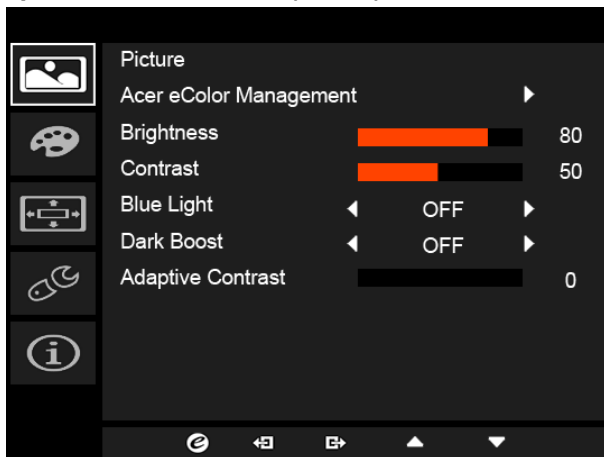 Picture
Acer eColor Management
Brightness 80
Contrast 50
Blue Light OFF
Dark Boost OFF
Adaptive Contrast 0